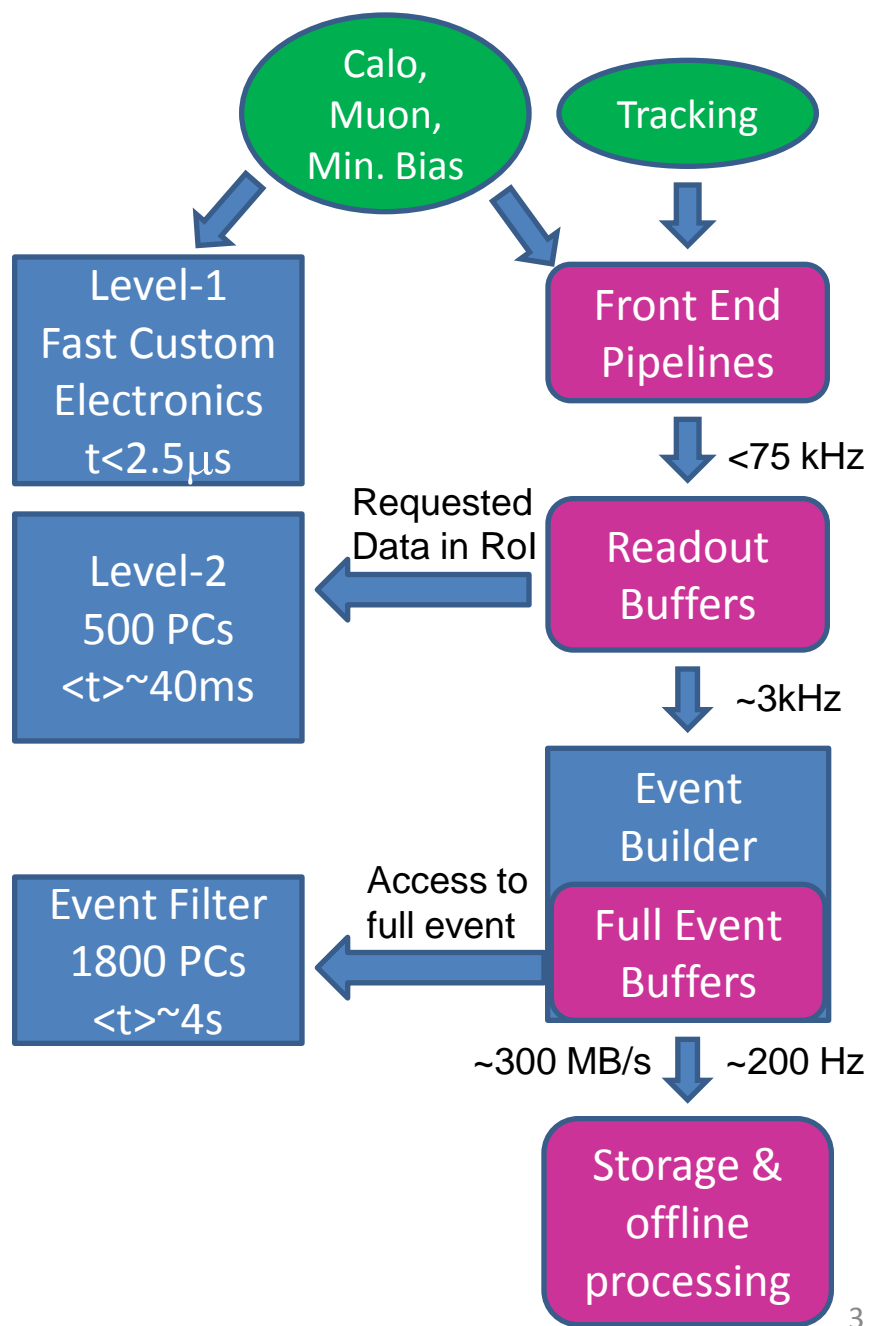 Calo,
Muon,
Min. Bias
Tracking
Level-1
Fast Custom
Electronics
t<2.5μs
Front End
Pipelines
<75 kHz
Requested
Data in RoI
Readout
Buffers
Level-2
500 PCs
<t>~40ms
~3kHz
Event
Builder
Access to
full event
Full Event
Buffers
Event Filter
1800 PCs
<t>~4s
~300 MB/s
~200 Hz
Storage &
offline
processing
3